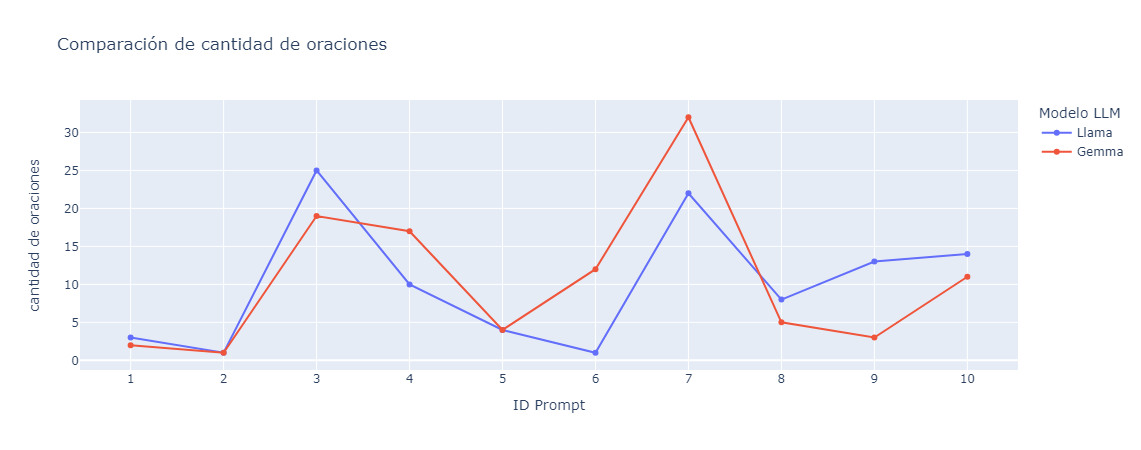 Comparación de cantidad de oraciones
Modelo LLM
Llama
Gemma
cantidad de oraciones
30
25
20
15
10
5
0
1 2 3 4 5 6 7 8 9 10
ID Prompt